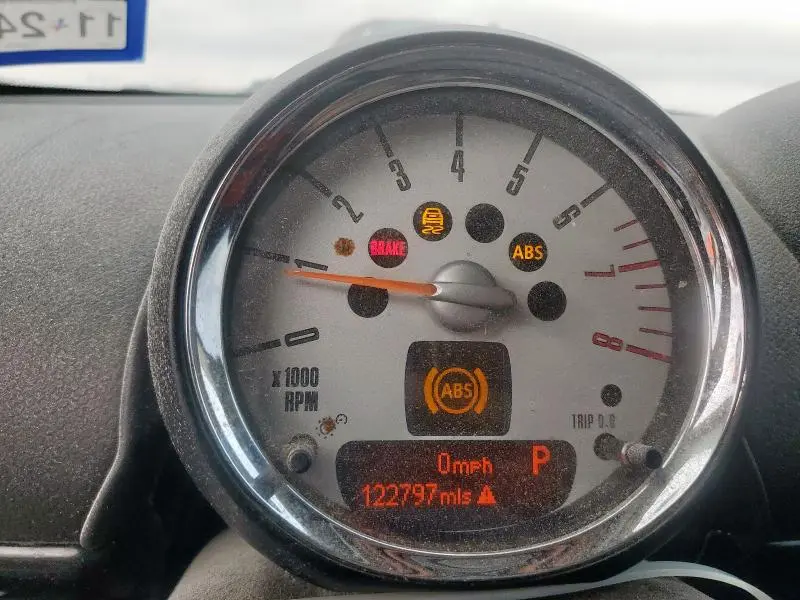 11 24
4
3
5
2
6
BRAKE
ABS
1
7
0
8
x 1000
RPM
ABS
TRIP 0.0
0mph P
122797mls